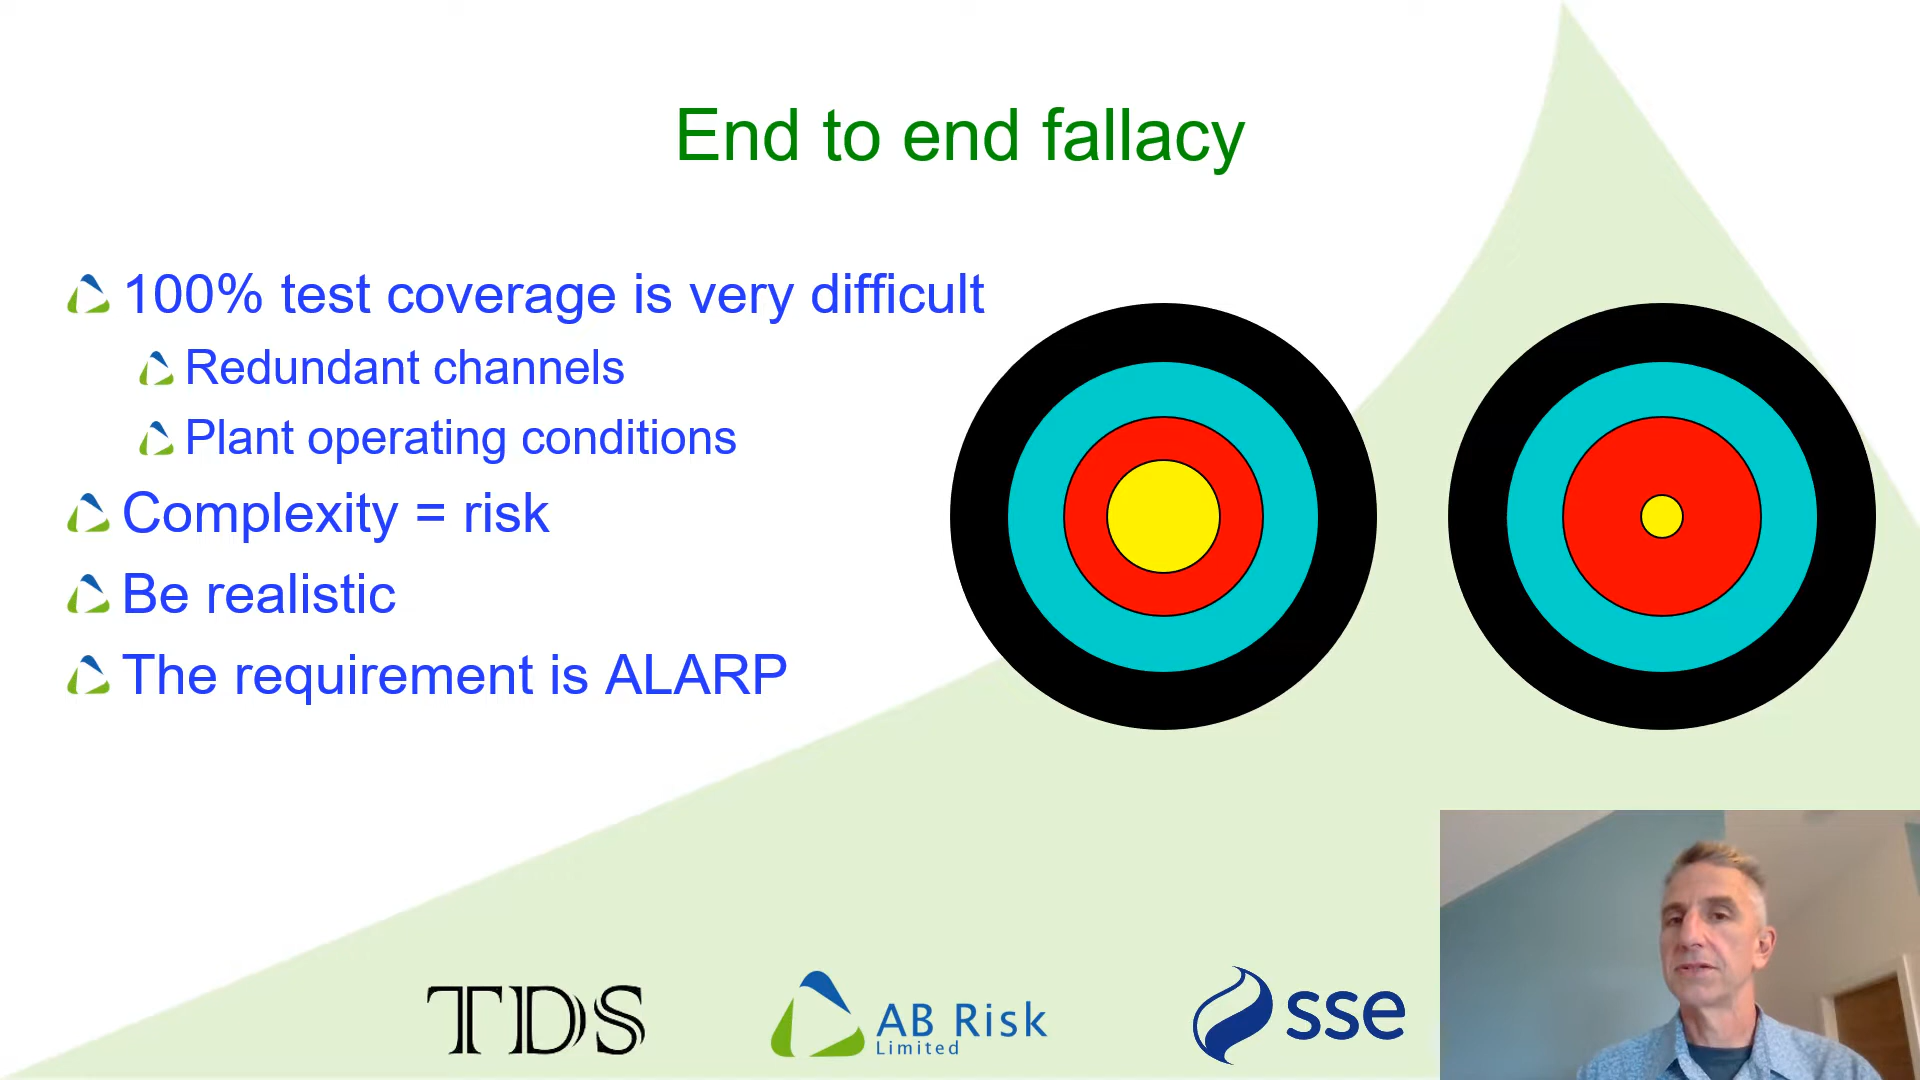 End to end fallacy
100% test coverage is very difficult
Redundant channels
Plant operating conditions
Complexity = risk
Be realistic
The requirement is ALARP
TDS
AB Risk
Limited
sse